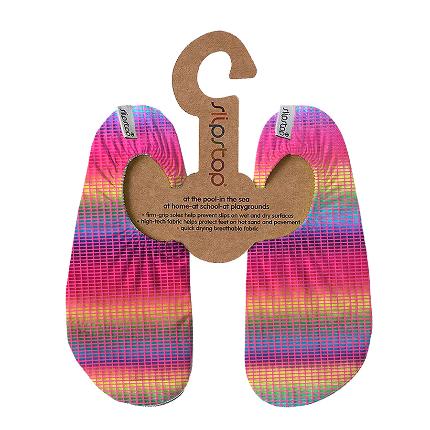 slipstop
slipstop
slipstop
at the pool-in the sea
at home-at school-at playgrounds
• firm-grip soles help prevent slips on wet and dry surfaces
• high-tech fabric helps protect feet on hot sand and pavement
• quick drying breathable fabric